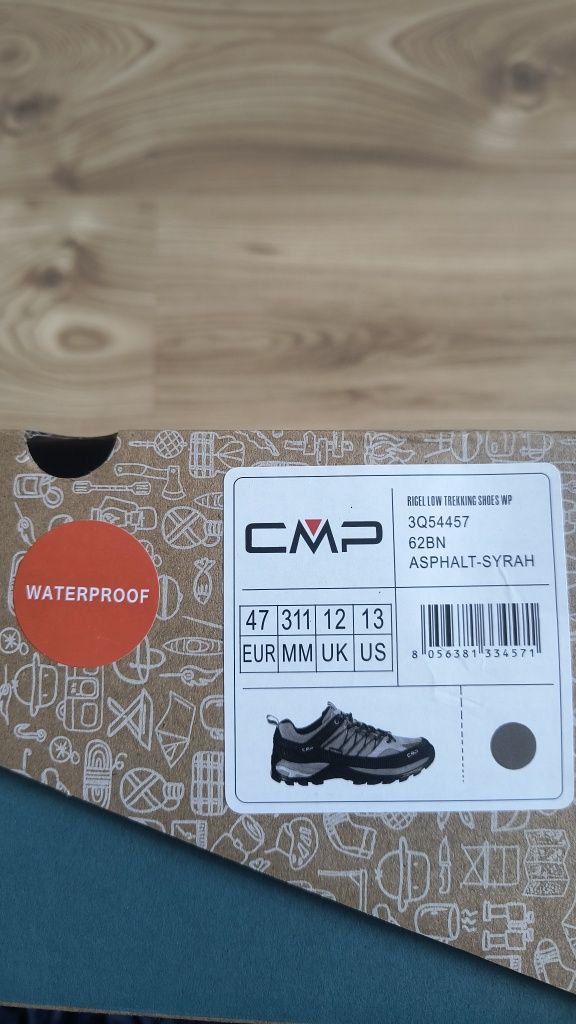 WATERPROOF
CMP
RIGEL LOW TREKKING SHOES WP
3Q54457
62BN
ASPHALT-SYRAH
47 311 12 13
EUR MM UK US
8 056381 334571
CMP